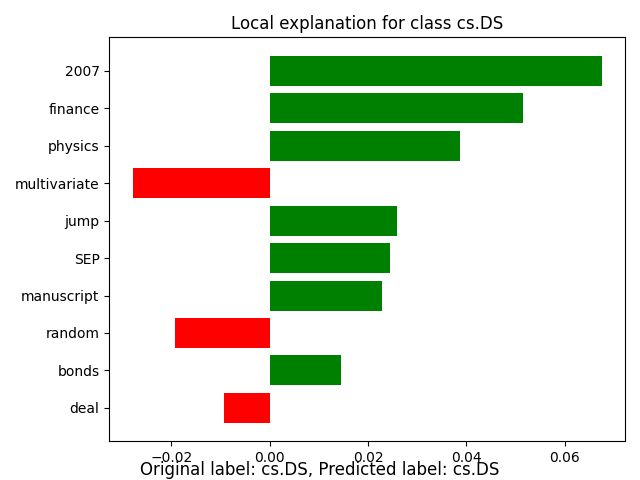 Local explanation for class cs.DS
2007
finance
physics
multivariate
jump
SEP
manuscript
random
bonds
deal
−0.02 0.00 0.02 0.04 0.06
Original label: cs.DS, Predicted label: cs.DS